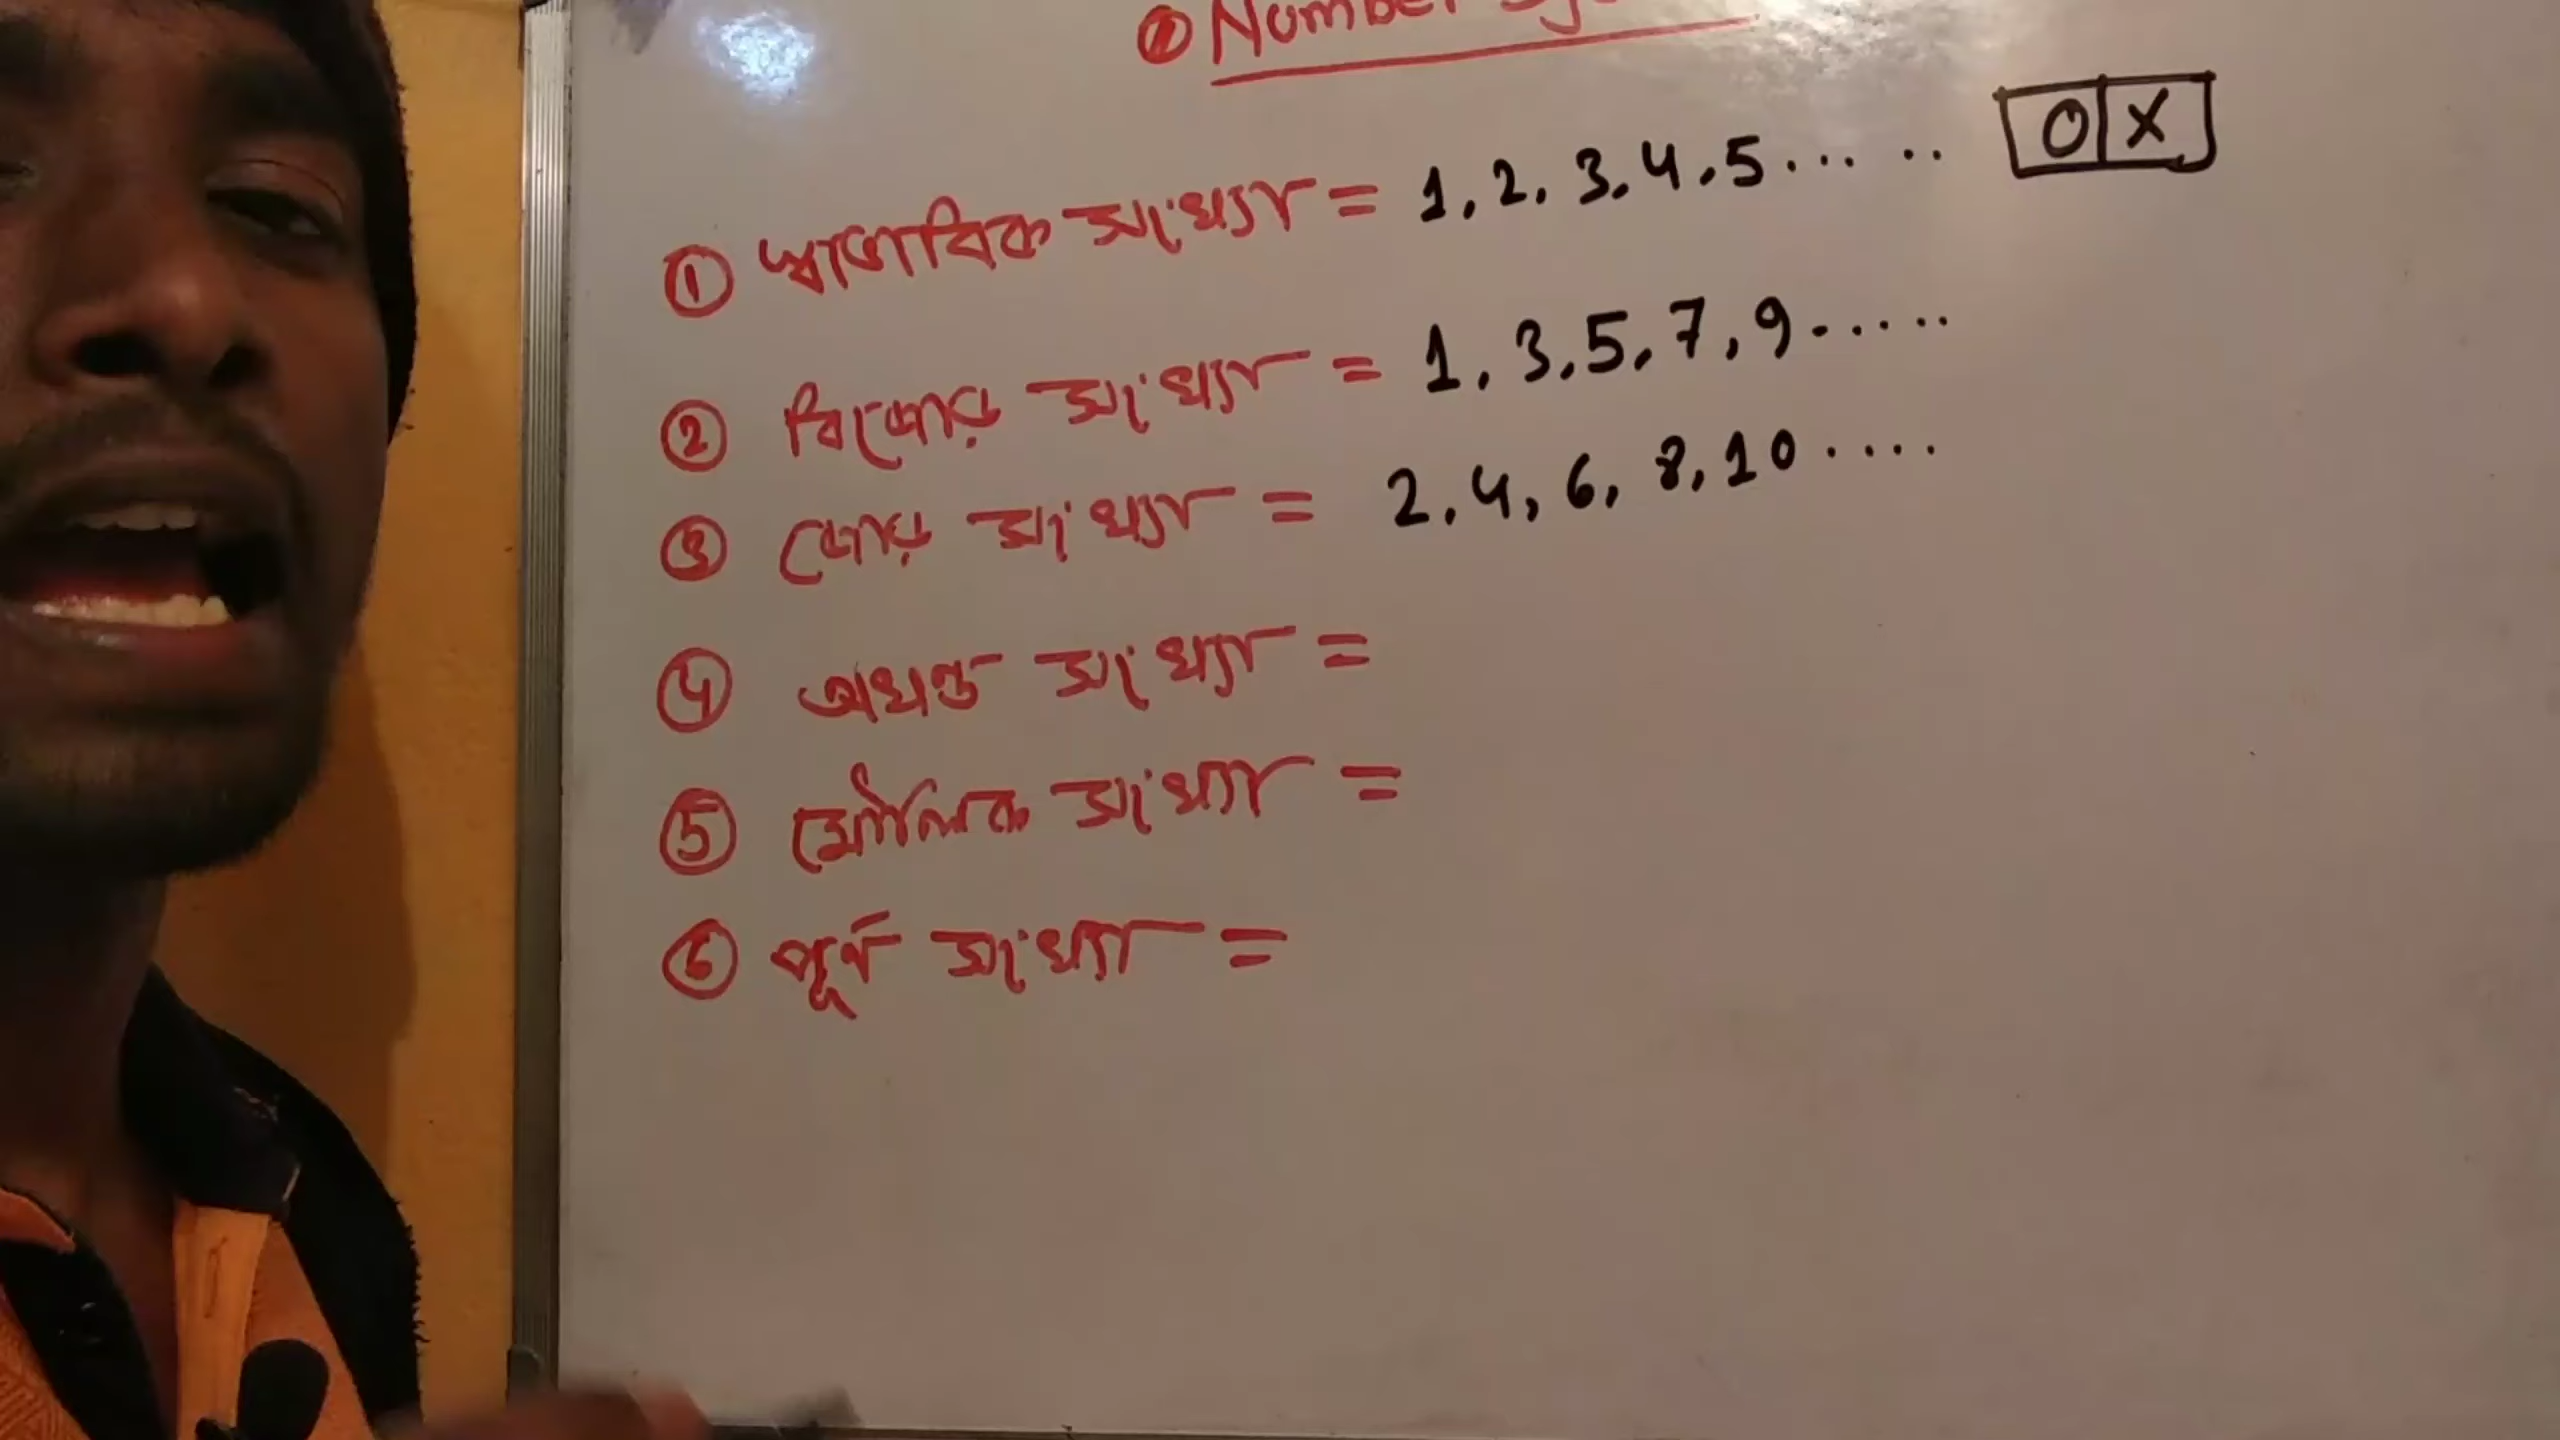 Number
① স্বাভাবিক সংখ্যা = 1, 2, 3, 4, 5..... 0 X
② বিজোড় সংখ্যা = 1, 3, 5, 7, 9.....
③ জোড় সংখ্যা = 2, 4, 6, 8, 10....
④ অখন্ড সংখ্যা =
⑤ মৌলিক সংখ্যা =
⑥ পূর্ণ সংখ্যা =